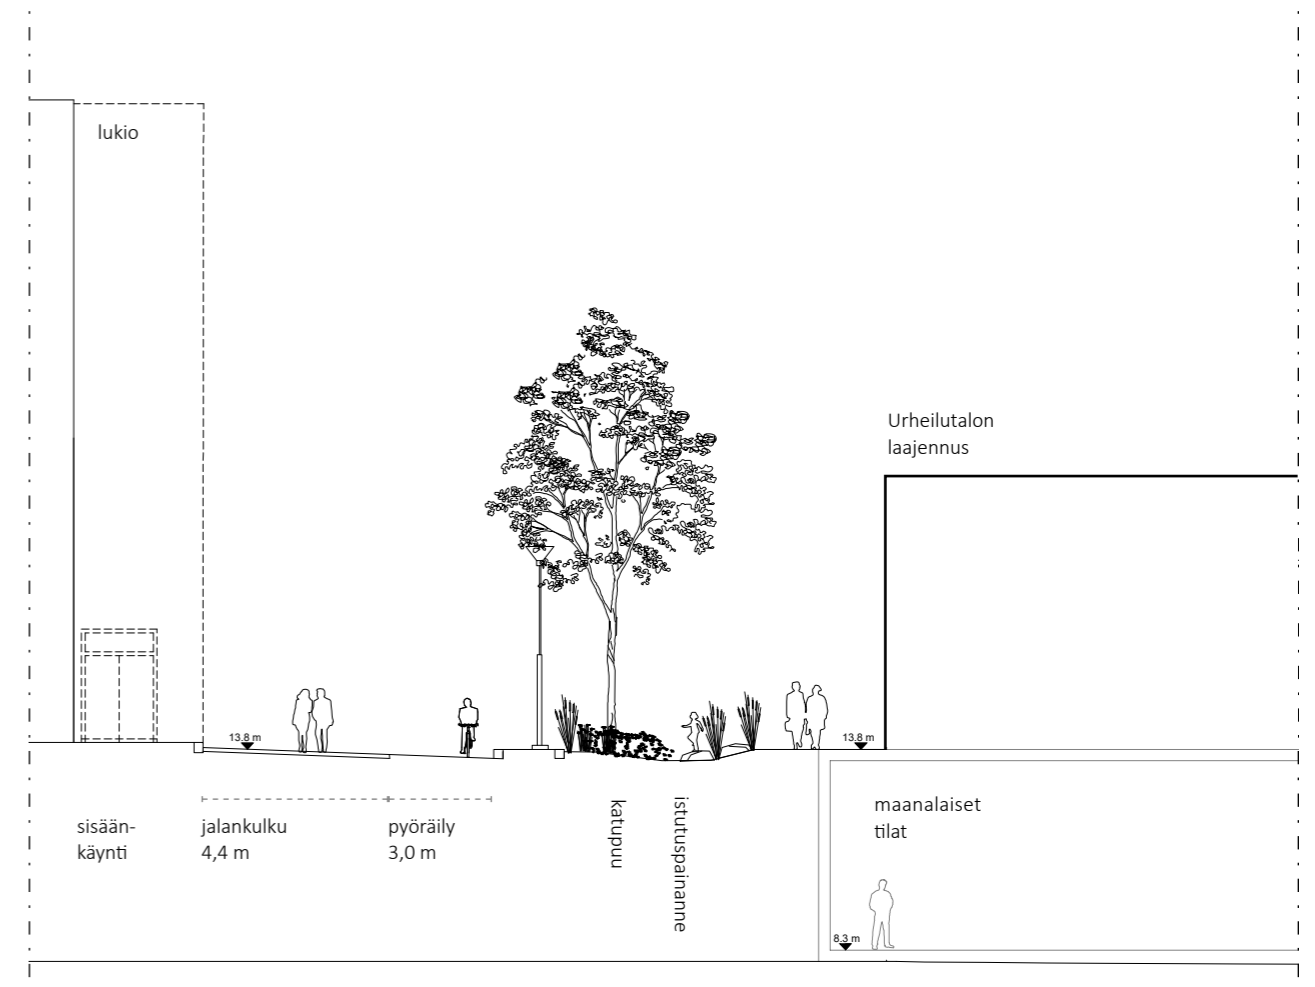 lukio
Urheilutalon
laajennus
13.8 m
13.8 m
sisään-
käynti
jalankulku
4,4 m
pyöräily
3,0 m
katupuu
istutuspainanne
maanalaiset
tilat
8.3 m